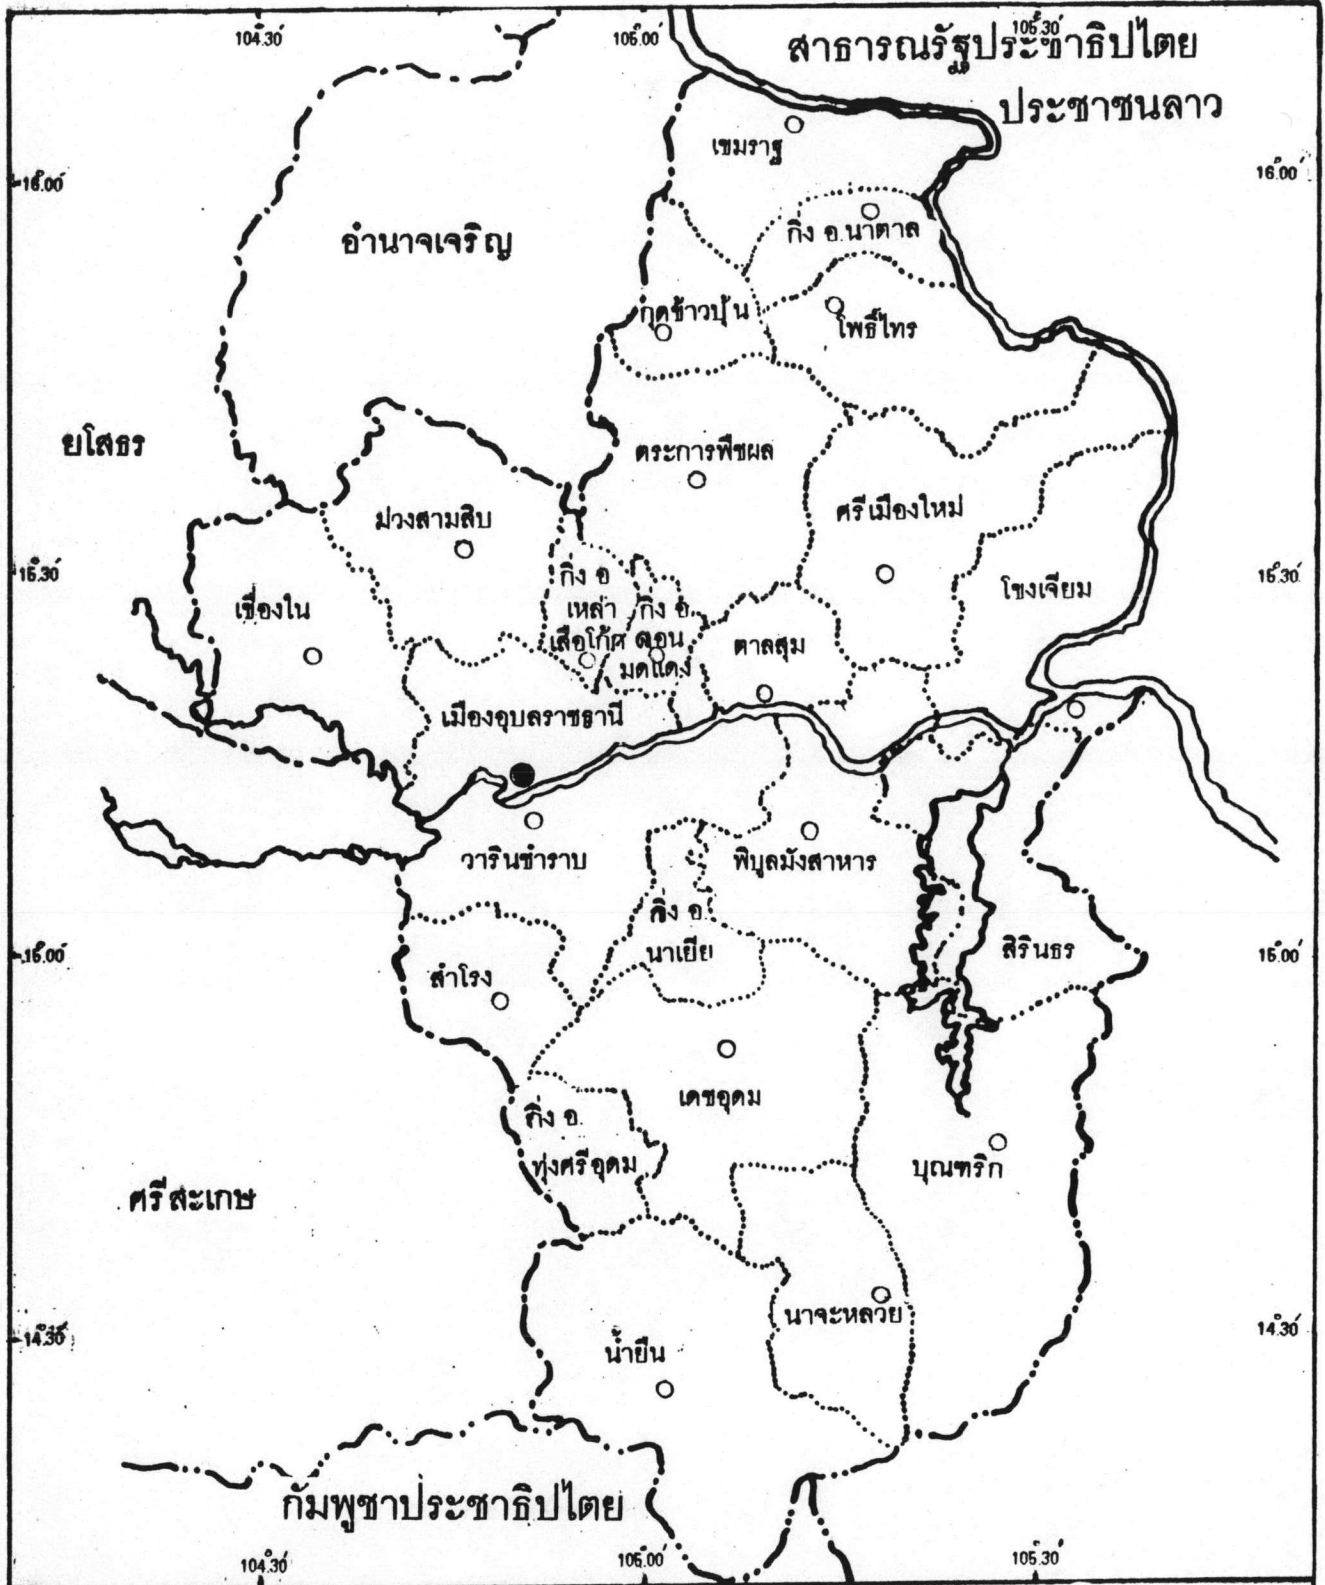 104.30′
105.00′
105.30′
สาธารณรัฐประชาธิปไตย
ประชาชนลาว
เขมราฐ
16.00′
16.00′
อำนาจเจริญ
กิ่ง อ.นาตาล
กุดข้าวปุ้น
โพธิ์ไทร
ยโสธร
ตระการพืชผล
ม่วงสามสิบ
ศรีเมืองใหม่
15.30′
15.30′
กิ่ง อ
เหล่า
เสือโก้ก
กิ่ง อ.
ดอน
มดแดง
โขงเจียม
เขื่องใน
ตาลสุม
เมืองอุบลราชธานี
วารินชำราบ
พิบูลมังสาหาร
กิ่ง อ.
นาเยีย
15.00′
15.00′
สำโรง
สิรินธร
เดชอุดม
กิ่ง อ.
ทุ่งศรีอุดม
บุณฑริก
ศรีสะเกษ
นาจะหลวย
14.30′
14.30′
น้ำยืน
กัมพูชาประชาธิปไตย
104.30′
105.00′
105.30′